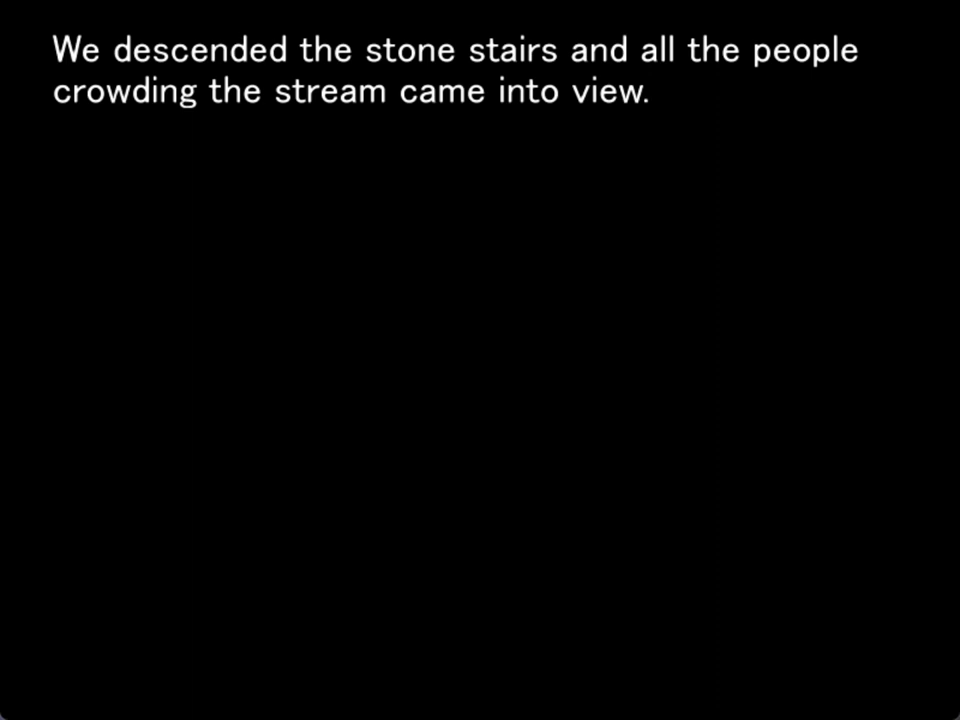 We descended the stone stairs and all the people
crowding the stream came into view.